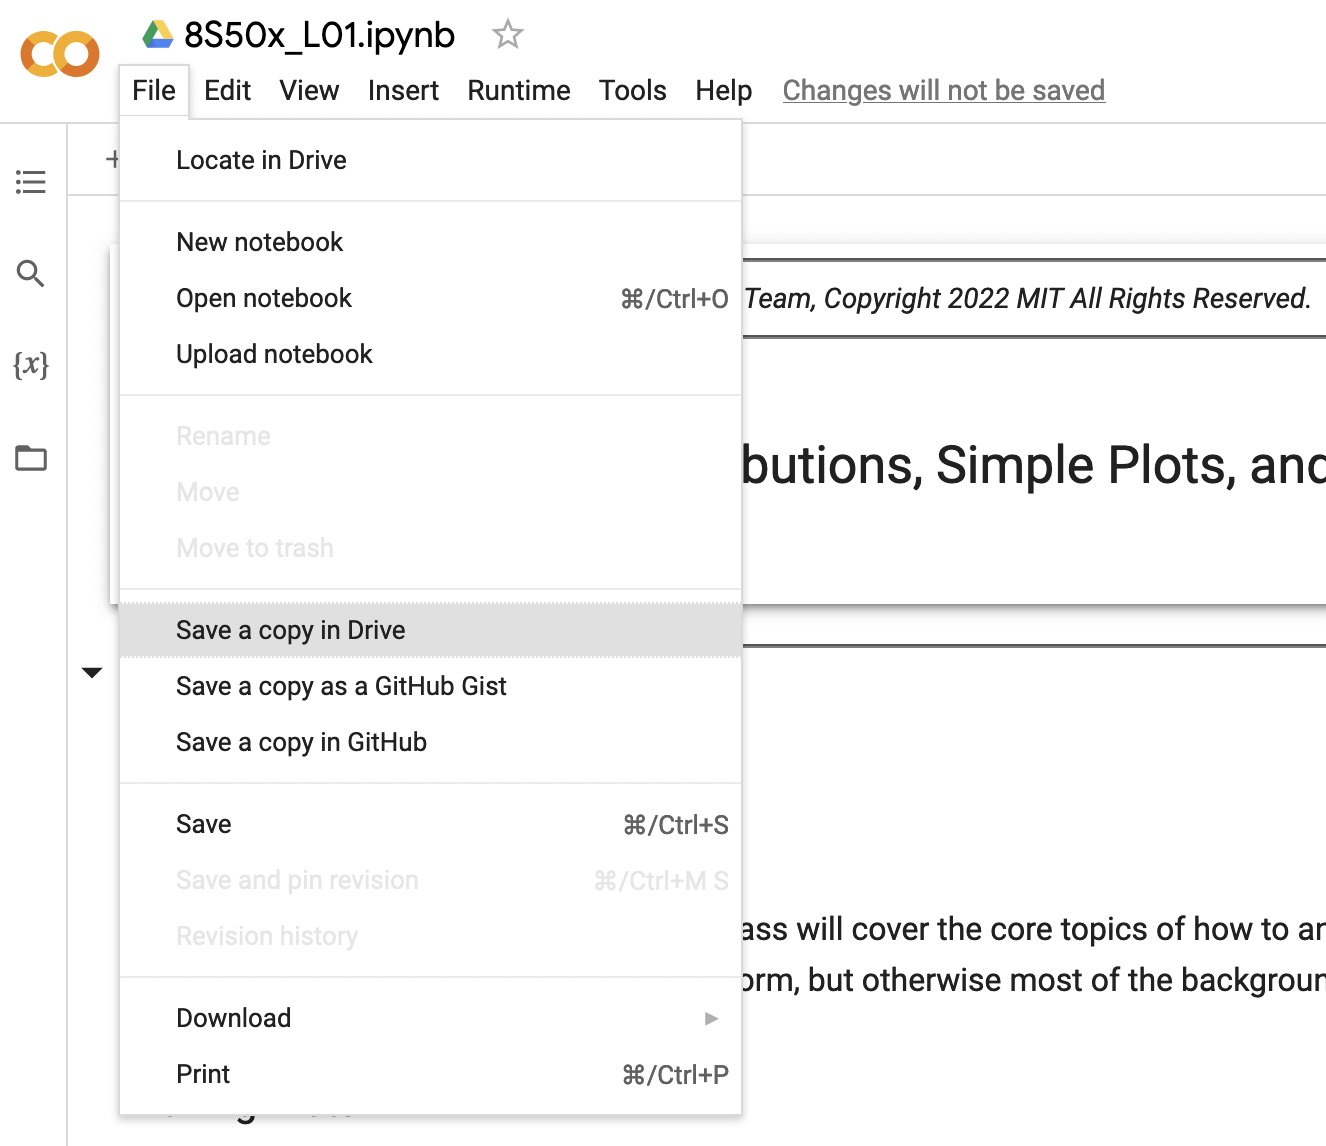 8S50x_L01.ipynb
File Edit View Insert Runtime Tools Help Changes will not be saved
+
Locate in Drive
New notebook
Open notebook ⌘/Ctrl+O
Team, Copyright 2022 MIT All Rights Reserved.
Upload notebook
{x}
Rename
butions, Simple Plots, and
Move
Move to trash
Save a copy in Drive
Save a copy as a GitHub Gist
Save a copy in GitHub
Save ⌘/Ctrl+S
Save and pin revision ⌘/Ctrl+M S
Revision history
ass will cover the core topics of how to an
orm, but otherwise most of the backgroun
Download
Print ⌘/Ctrl+P